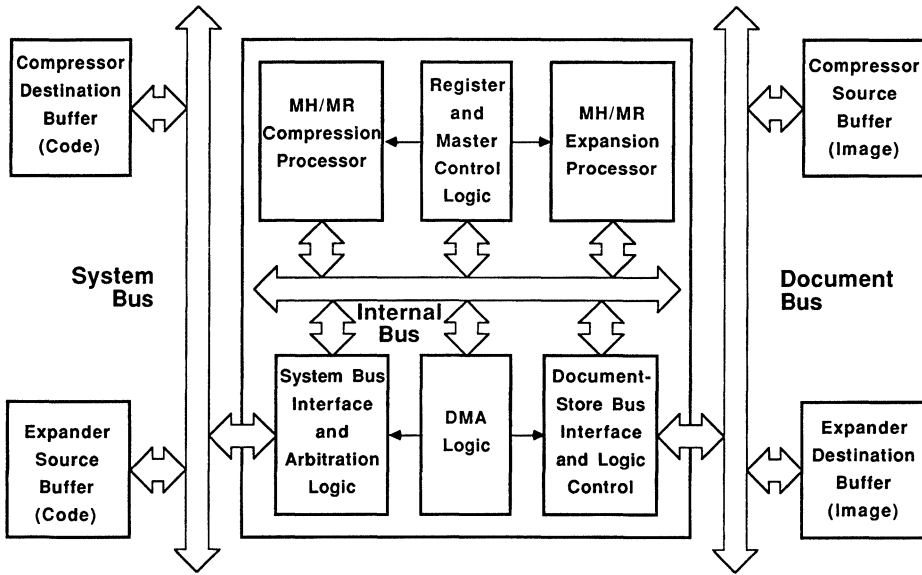 Compressor
Destination
Buffer
(Code)
MH/MR
Compression
Processor
Register
and
Master
Control
Logic
MH/MR
Expansion
Processor
Compressor
Source
Buffer
(Image)
System
Bus
Internal
Bus
Document
Bus
Expander
Source
Buffer
(Code)
System Bus
Interface
and
Arbitration
Logic
DMA
Logic
Document-
Store Bus
Interface
and Logic
Control
Expander
Destination
Buffer
(Image)